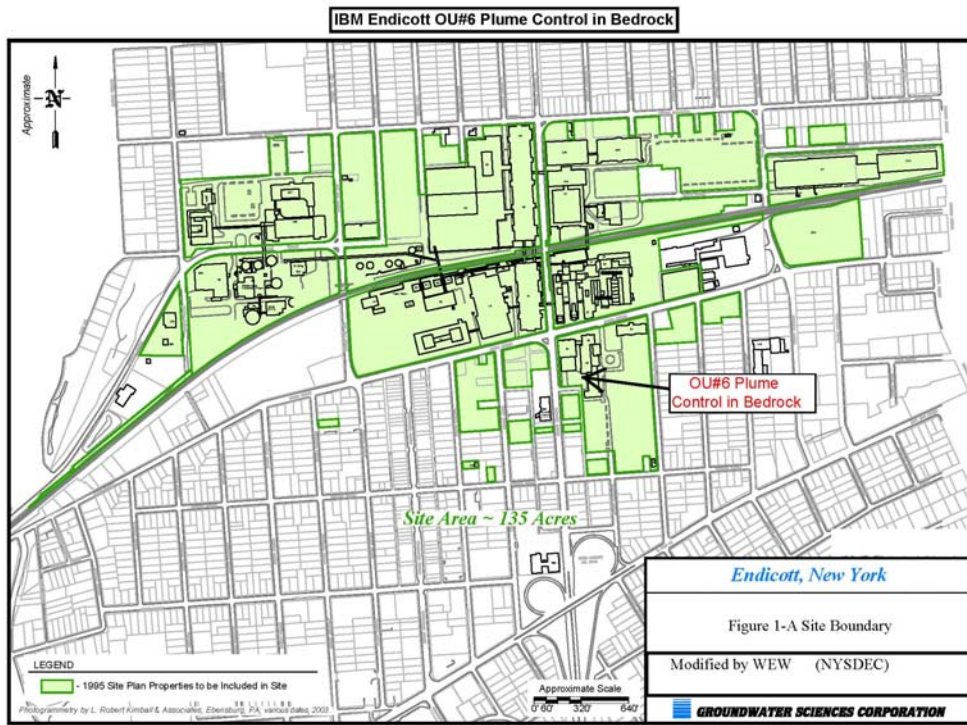 IBM Endicott OU#6 Plume Control in Bedrock
Approximate
N
OU#6 Plume
Control in Bedrock
Site Area ~ 135 Acres
Endicott, New York
Figure 1-A Site Boundary
Modified by WEW (NYSDEC)
GROUNDWATER SCIENCES CORPORATION
LEGEND
- 1995 Site Plan Properties to be Included in Site
Photogrammetry by L. Robert Kimball & Associates, Ebensburg, PA, various dates, 2003
Approximate Scale
0' 60' 320' 640'